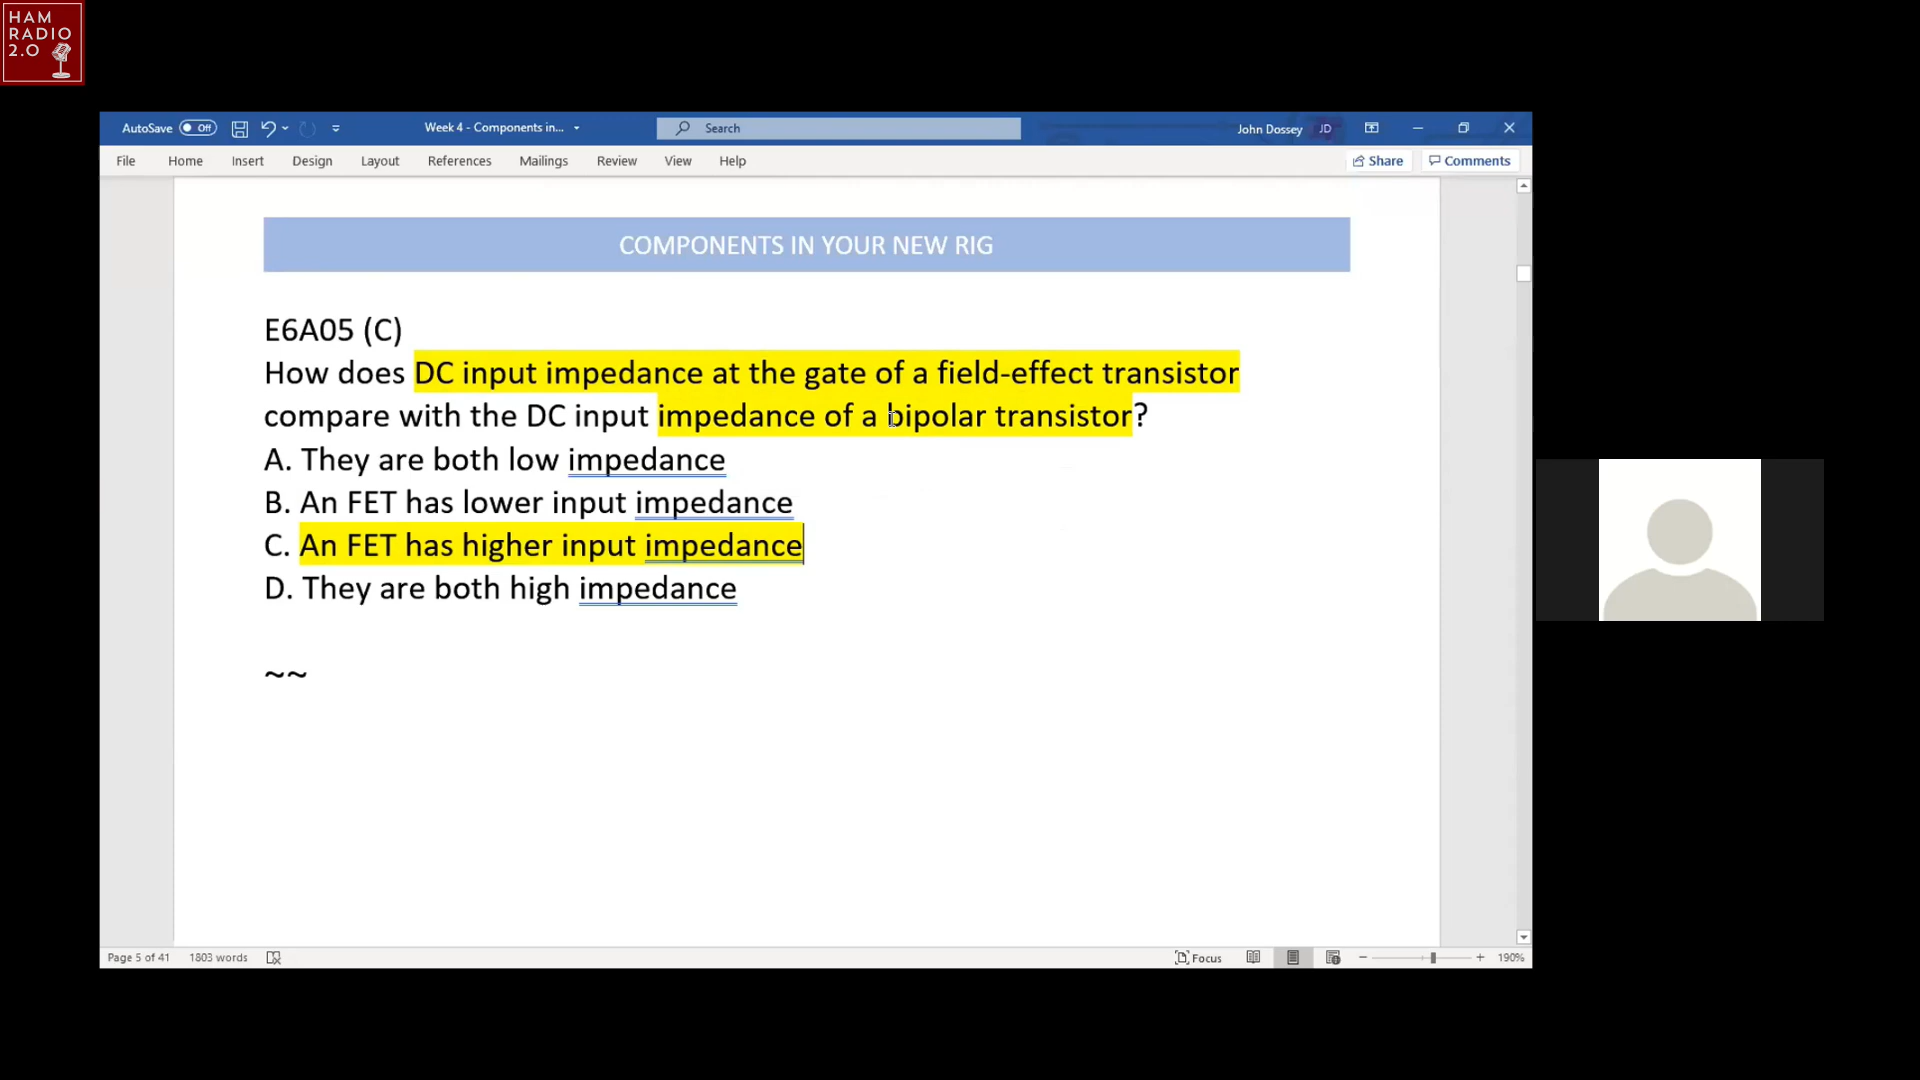 HAM
RADIO
2.0
AutoSave Off Week 4 - Components in... Search John Dossey JD
File Home Insert Design Layout References Mailings Review View Help Share Comments
COMPONENTS IN YOUR NEW RIG
E6A05 (C)
How does DC input impedance at the gate of a field-effect transistor
compare with the DC input impedance of a bipolar transistor?
A. They are both low impedance
B. An FET has lower input impedance
C. An FET has higher input impedance
D. They are both high impedance
~~
Page 5 of 41 1803 words Focus 190%